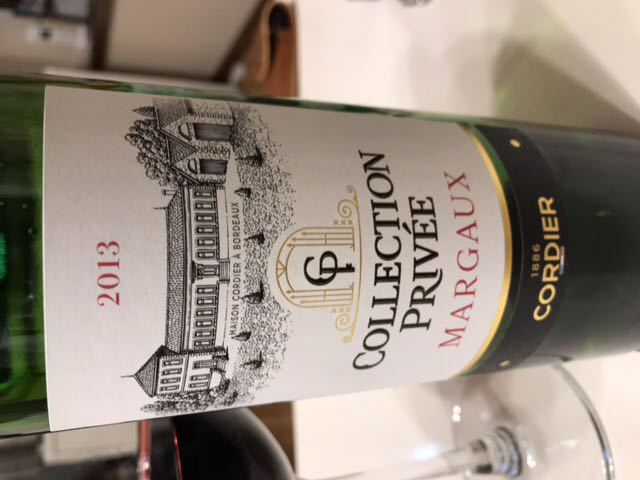 2013
MAISON CORDIER À BORDEAUX
CP
COLLECTION
PRIVÉE
MARGAUX
1886
CORDIER